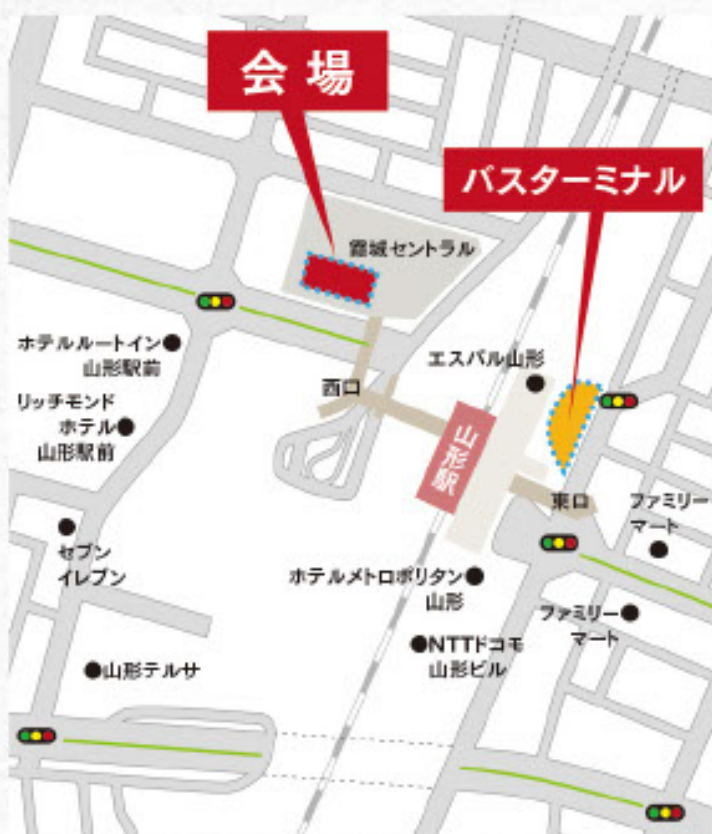 会場
バスターミナル
霞城セントラル
ホテルルートイン
山形駅前
エスパル山形
西口
リッチモンド
ホテル
山形駅前
山形駅
東口
ファミリー
マート
セブン
イレブン
ホテルメトロポリタン
山形
ファミリー
マート
NTTドコモ
山形ビル
山形テルサ